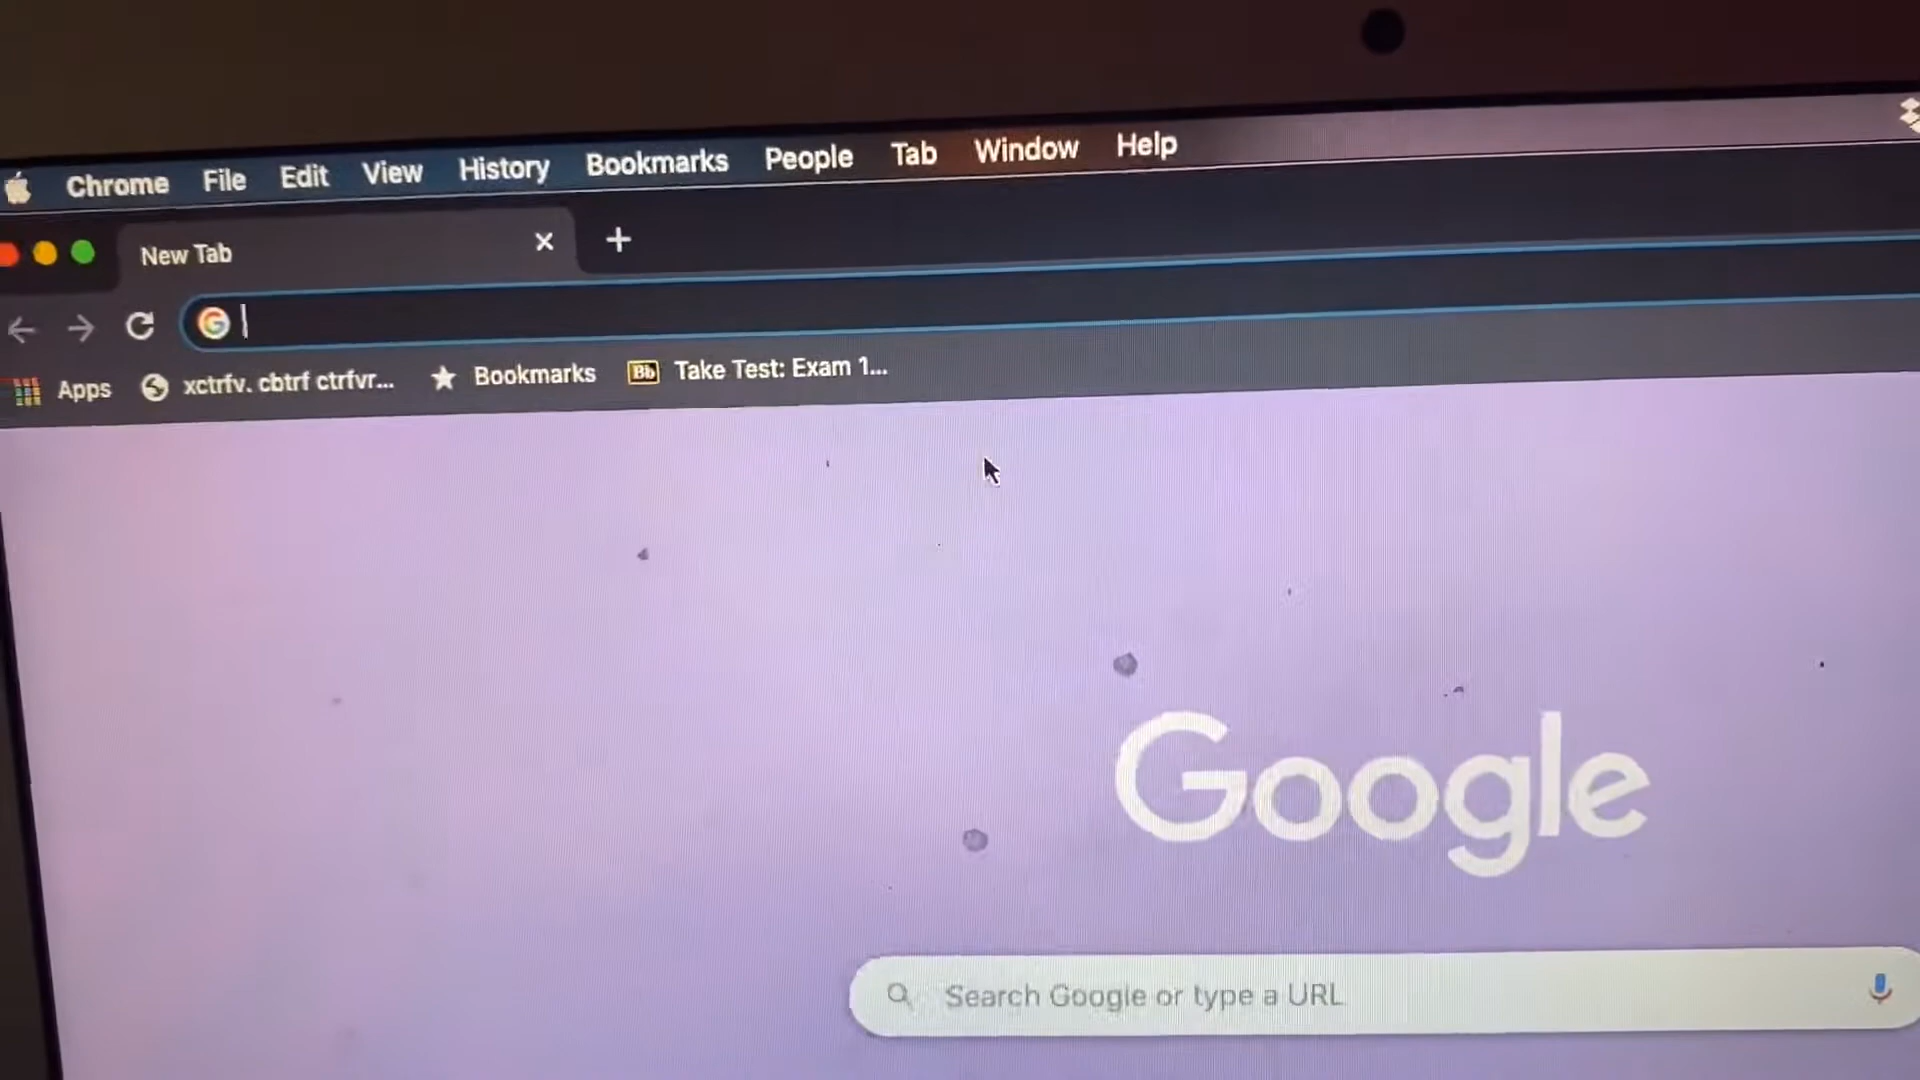 Chrome File Edit View History Bookmarks People Tab Window Help
New Tab
Apps xctrfv. cbtrf ctrfvr... Bookmarks Bb Take Test: Exam 1...
Google
Search Google or type a URL